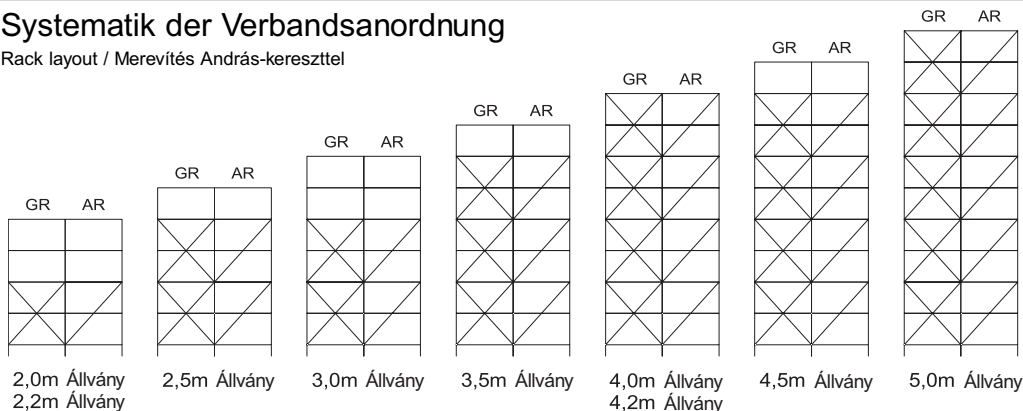 Systematik der Verbandsanordnung
Rack layout / Merevítés András-kereszttel
GR AR
GR AR
GR AR
GR AR
GR AR
GR AR
GR AR
2,0m Állvány
2,2m Állvány
2,5m Állvány
3,0m Állvány
3,5m Állvány
4,0m Állvány
4,2m Állvány
4,5m Állvány
5,0m Állvány